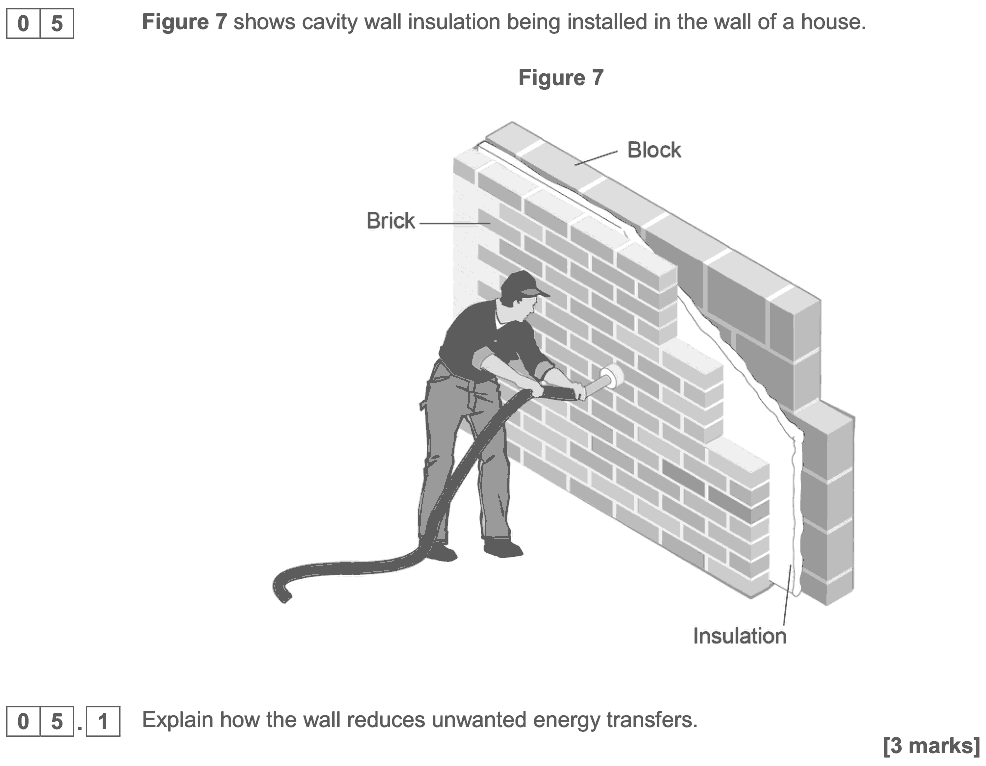 0 5 Figure 7 shows cavity wall insulation being installed in the wall of a house.
Figure 7
Block
Brick
Insulation
0 5 . 1 Explain how the wall reduces unwanted energy transfers.
[3 marks]